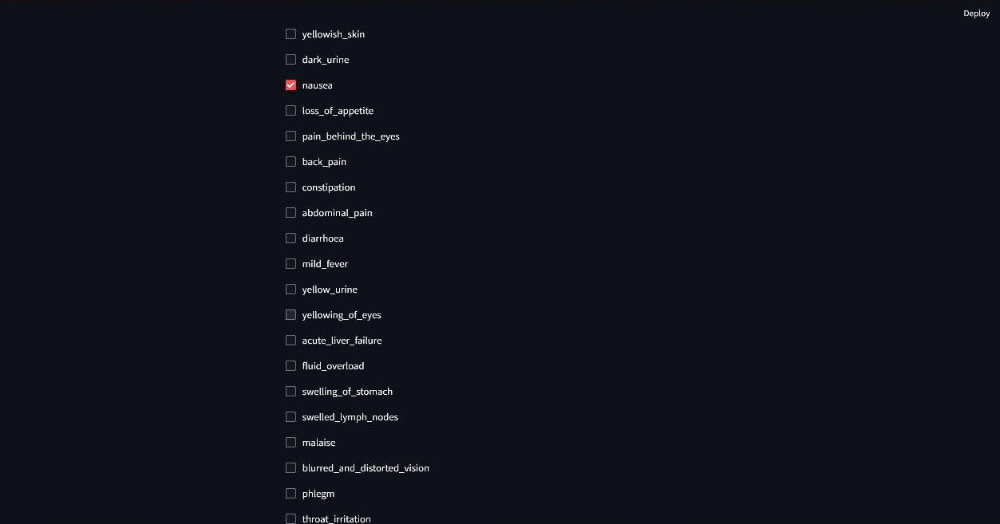 Deploy
yellowish_skin
dark_urine
nausea
loss_of_appetite
pain_behind_the_eyes
back_pain
constipation
abdominal_pain
diarrhoea
mild_fever
yellow_urine
yellowing_of_eyes
acute_liver_failure
fluid_overload
swelling_of_stomach
swelled_lymph_nodes
malaise
blurred_and_distorted_vision
phlegm
throat_irritation